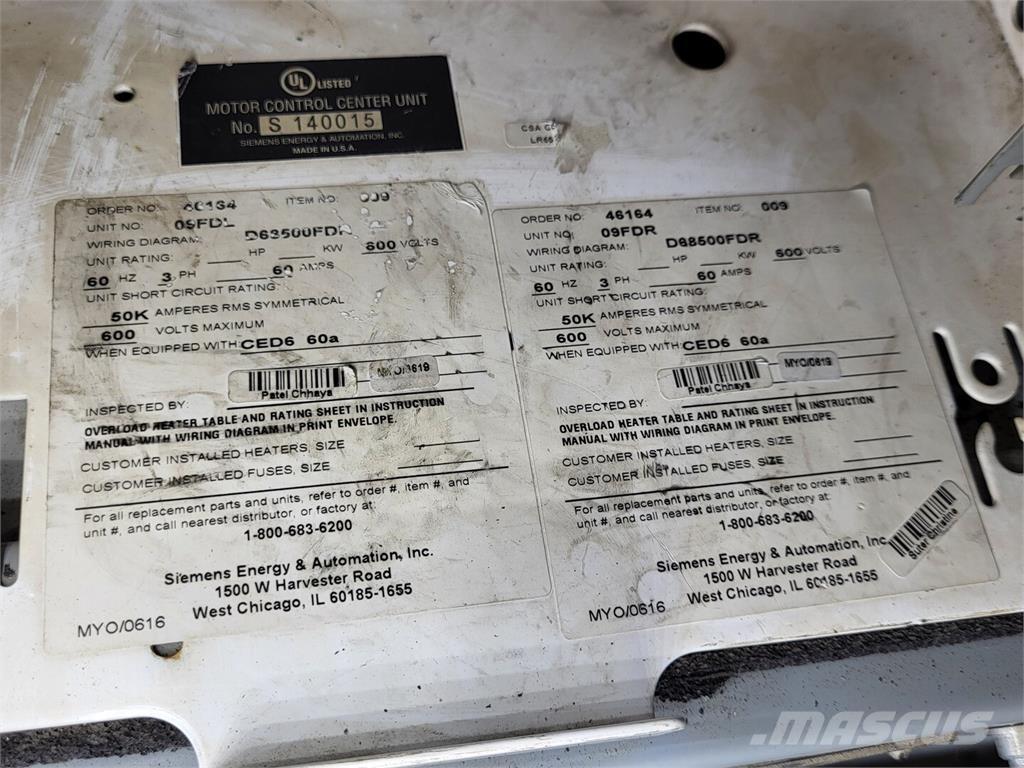 UL LISTED
MOTOR CONTROL CENTER UNIT
No. S 140015
SIEMENS ENERGY & AUTOMATION, INC.
MADE IN U.S.A.
CSA
ORDER NO: 46164 ITEM NO: 009
UNIT NO: 09FDL
WIRING DIAGRAM:
UNIT RATING: HP KW 600 VOLTS
60 HZ 3 PH 60 AMPS
UNIT SHORT CIRCUIT RATING:
50K AMPERES RMS SYMMETRICAL
600 VOLTS MAXIMUM
WHEN EQUIPPED WITH: CED6 60a
Patel Chhaya
MYO/0619
INSPECTED BY:
OVERLOAD HEATER TABLE AND RATING SHEET IN INSTRUCTION
MANUAL WITH WIRING DIAGRAM IN PRINT ENVELOPE.
CUSTOMER INSTALLED HEATERS, SIZE
CUSTOMER INSTALLED FUSES, SIZE
For all replacement parts and units, refer to order #, item #, and
unit #, and call nearest distributor, or factory at:
1-800-683-6200
Siemens Energy & Automation, Inc.
1500 W Harvester Road
West Chicago, IL 60185-1655
MYO/0616
ORDER NO: 46164 ITEM NO: 009
UNIT NO: 09FDR
WIRING DIAGRAM: D68500FDR
UNIT RATING: HP KW 600 VOLTS
60 HZ 3 PH 60 AMPS
UNIT SHORT CIRCUIT RATING:
50K AMPERES RMS SYMMETRICAL
600 VOLTS MAXIMUM
WHEN EQUIPPED WITH: CED6 60a
Patel Chhaya
MYO/0619
INSPECTED BY:
OVERLOAD HEATER TABLE AND RATING SHEET IN INSTRUCTION
MANUAL WITH WIRING DIAGRAM IN PRINT ENVELOPE.
CUSTOMER INSTALLED HEATERS, SIZE
CUSTOMER INSTALLED FUSES, SIZE
For all replacement parts and units, refer to order #, item #, and
unit #, and call nearest distributor, or factory at:
1-800-683-6200
Suter Christine
Siemens Energy & Automation, Inc.
1500 W Harvester Road
West Chicago, IL 60185-1655
MYO/0616
MASCUS